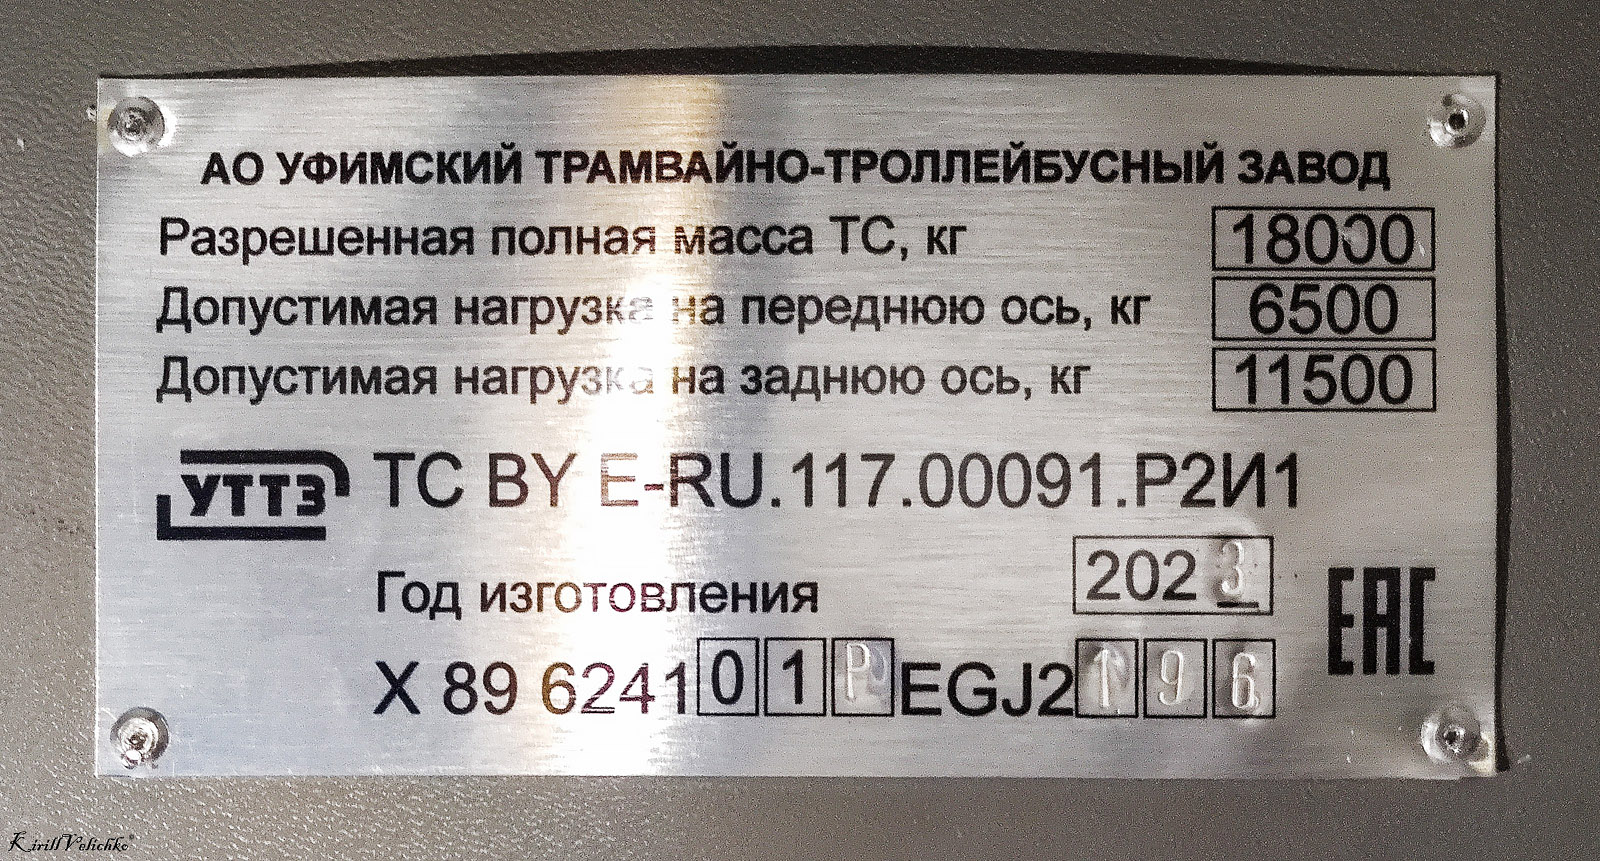 АО УФИМСКИЙ ТРАМВАЙНО-ТРОЛЛЕЙБУСНЫЙ ЗАВОД
Разрешенная полная масса ТС, кг 18000
Допустимая нагрузка на переднюю ось, кг 6500
Допустимая нагрузка на заднюю ось, кг 11500
УТТЗ ТС BY E-RU.117.00091.Р2И1
Год изготовления 2023
EAC
X 89 624101PEGJ2196
KirillVelichko